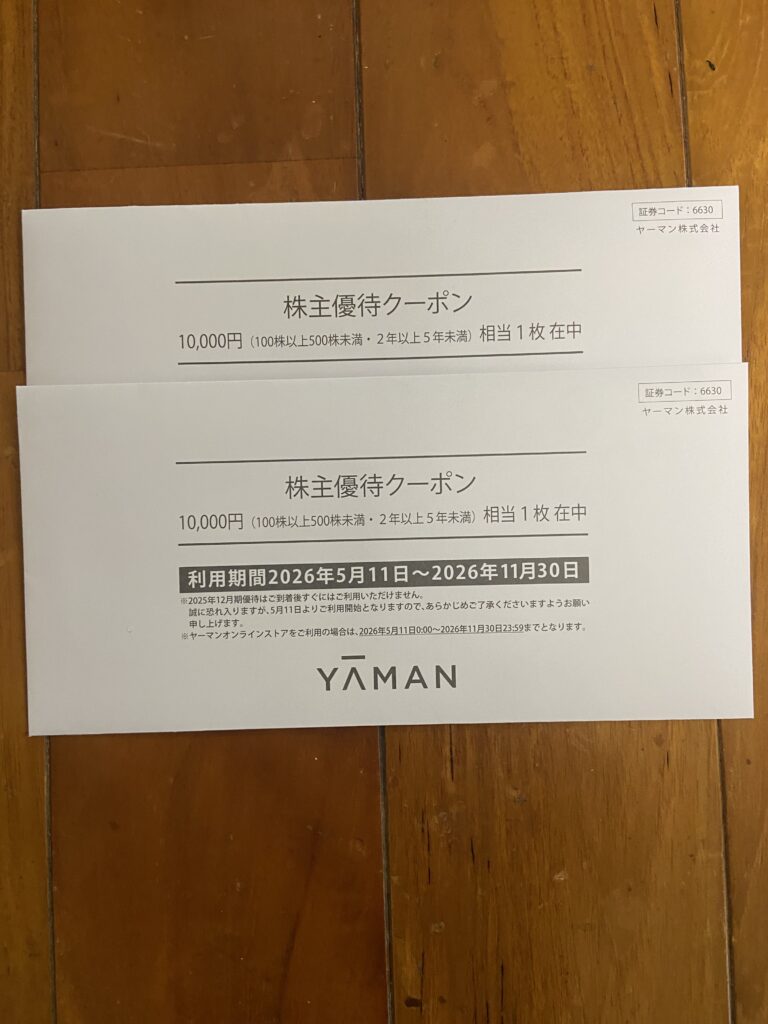 証券コード：6630
ヤーマン株式会社
株主優待クーポン
10,000円（100株以上500株未満・２年以上５年未満）相当１枚 在中
証券コード：6630
ヤーマン株式会社
株主優待クーポン
10,000円（100株以上500株未満・２年以上５年未満）相当１枚 在中
利用期間2026年5月11日〜2026年11月30日
※2025年12月期優待はご到着後すぐにはご利用いただけません。
誠に恐れ入りますが、5月11日よりご利用開始となりますので、あらかじめご了承くださいますようお願い
申し上げます。
※ヤーマンオンラインストアをご利用の場合は、2026年5月11日0:00〜2026年11月30日23:59までとなります。
YĀMAN